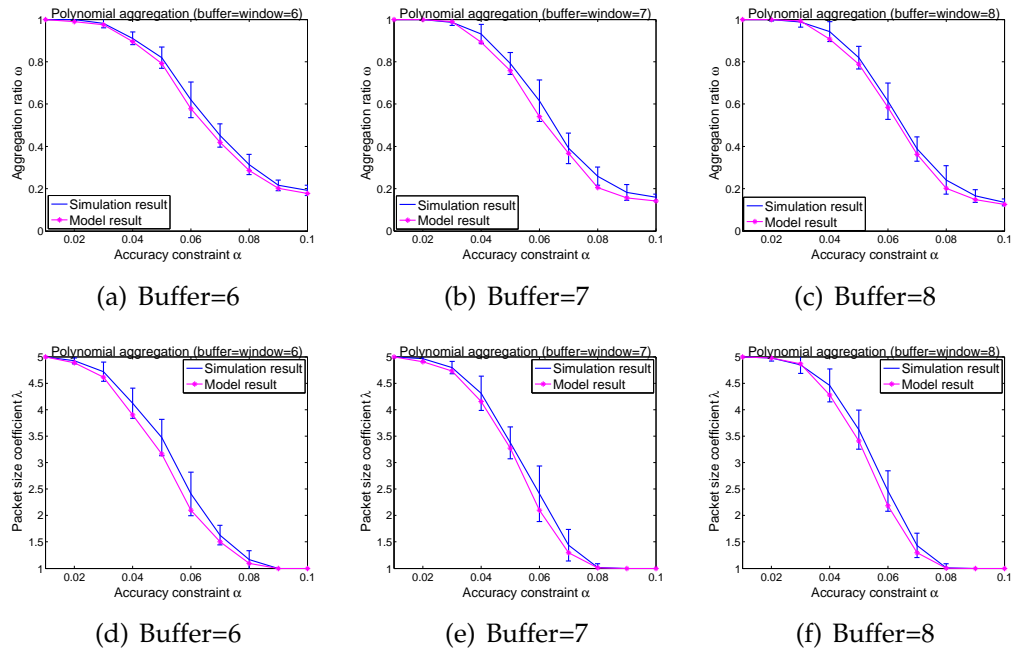 Polynomial aggregation (buffer=window=6)
Aggregation ratio ω
1
0.8
0.6
0.4
0.2
0
Simulation result
Model result
0.02 0.04 0.06 0.08 0.1
Accuracy constraint α
(a) Buffer=6
Polynomial aggregation (buffer=window=7)
Aggregation ratio ω
1
0.8
0.6
0.4
0.2
0
Simulation result
Model result
0.02 0.04 0.06 0.08 0.1
Accuracy constraint α
(b) Buffer=7
Polynomial aggregation (buffer=window=8)
Aggregation ratio ω
1
0.8
0.6
0.4
0.2
0
Simulation result
Model result
0.02 0.04 0.06 0.08 0.1
Accuracy constraint α
(c) Buffer=8
Polynomial aggregation (buffer=window=6)
Packet size coefficient λ
5
4.5
4
3.5
3
2.5
2
1.5
1
Simulation result
Model result
0.02 0.04 0.06 0.08 0.1
Accuracy constraint α
(d) Buffer=6
Polynomial aggregation (buffer=window=7)
Packet size coefficient λ
5
4.5
4
3.5
3
2.5
2
1.5
1
Simulation result
Model result
0.02 0.04 0.06 0.08 0.1
Accuracy constraint α
(e) Buffer=7
Polynomial aggregation (buffer=window=8)
Packet size coefficient λ
5
4.5
4
3.5
3
2.5
2
1.5
1
Simulation result
Model result
0.02 0.04 0.06 0.08 0.1
Accuracy constraint α
(f) Buffer=8